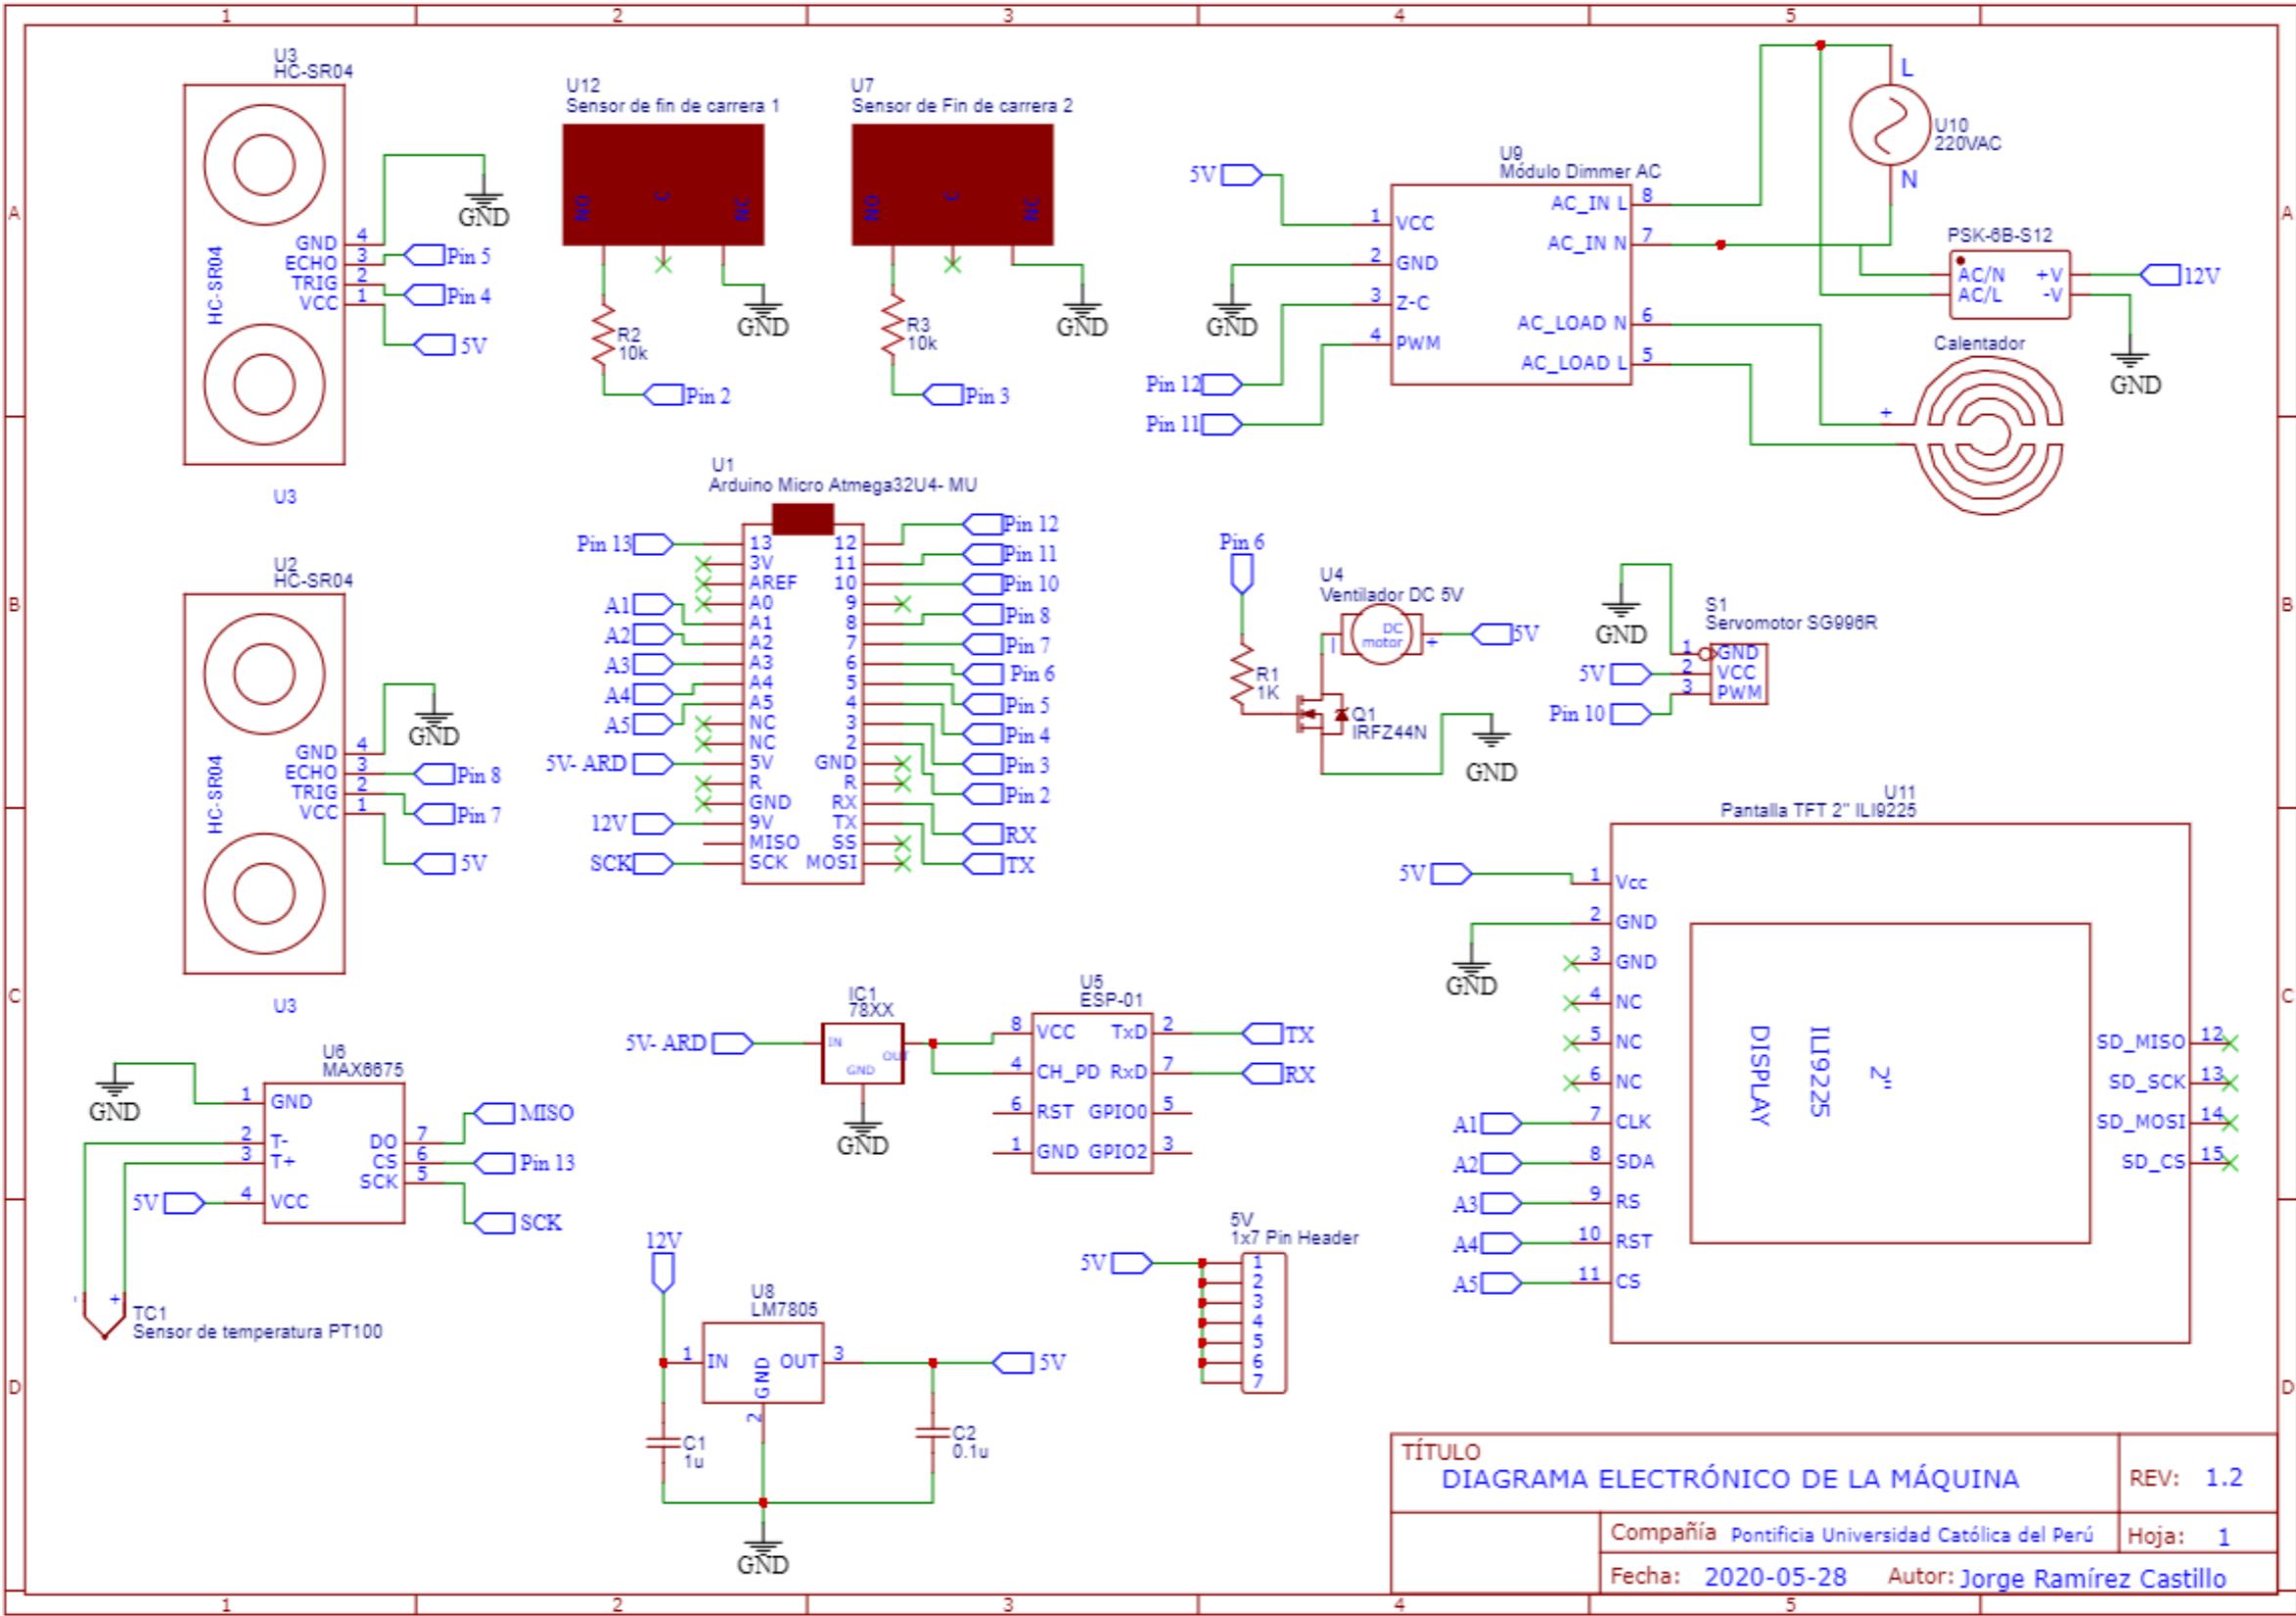 1 2 3 4 5
A
B
C
D
A
B
C
D
U3
HC-SR04
HC-SR04
GND 4
ECHO 3
TRIG 2
VCC 1
GND
Pin 5
Pin 4
5V
U3
U12
Sensor de fin de carrera 1
NO C NC
R2
10k
GND
Pin 2
U7
Sensor de Fin de carrera 2
NO C NC
R3
10k
GND
Pin 3
U9
Módulo Dimmer AC
5V
1 VCC
2 GND
3 Z-C
4 PWM
AC_IN L 8
AC_IN N 7
AC_LOAD N 6
AC_LOAD L 5
GND
Pin 12
Pin 11
L
U10
220VAC
N
PSK-6B-S12
AC/N +V
AC/L -V
12V
GND
Calentador
+
U2
HC-SR04
HC-SR04
GND 4
ECHO 3
TRIG 2
VCC 1
GND
Pin 8
Pin 7
5V
U3
U1
Arduino Micro Atmega32U4- MU
Pin 13
A1
A2
A3
A4
A5
5V- ARD
12V
SCK
13 12
3V 11
AREF 10
A0 9
A1 8
A2 7
A3 6
A4 5
A5 4
NC 3
NC 2
5V GND
R R
GND RX
9V TX
MISO SS
SCK MOSI
Pin 12
Pin 11
Pin 10
Pin 8
Pin 7
Pin 6
Pin 5
Pin 4
Pin 3
Pin 2
RX
TX
Pin 6
R1
1K
U4
Ventilador DC 5V
DC
motor
+
5V
Q1
IRFZ44N
GND
GND
S1
Servomotor SG996R
1 GND
2 VCC
3 PWM
5V
Pin 10
U11
Pantalla TFT 2" ILI9225
5V
GND
1 Vcc
2 GND
3 GND
4 NC
5 NC
6 NC
7 CLK
8 SDA
9 RS
10 RST
11 CS
A1
A2
A3
A4
A5
2"
ILI9225
DISPLAY
SD_MISO 12
SD_SCK 13
SD_MOSI 14
SD_CS 15
U6
MAX6675
GND
1 GND
2 T-
3 T+
4 VCC
DO 7
CS 6
SCK 5
MISO
Pin 13
SCK
5V
- +
TC1
Sensor de temperatura PT100
5V- ARD
IC1
78XX
IN
OUT
GND
GND
U5
ESP-01
8 VCC TxD 2
4 CH_PD RxD 7
6 RST GPIO0 5
1 GND GPIO2 3
TX
RX
12V
U8
LM7805
1 IN OUT 3
GND
2
5V
C1
1u
C2
0.1u
GND
5V
5V
1x7 Pin Header
1
2
3
4
5
6
7
TÍTULO
DIAGRAMA ELECTRÓNICO DE LA MÁQUINA
REV: 1.2
Compañía Pontificia Universidad Católica del Perú
Hoja: 1
Fecha: 2020-05-28 Autor: Jorge Ramírez Castillo
1 2 3 4 5